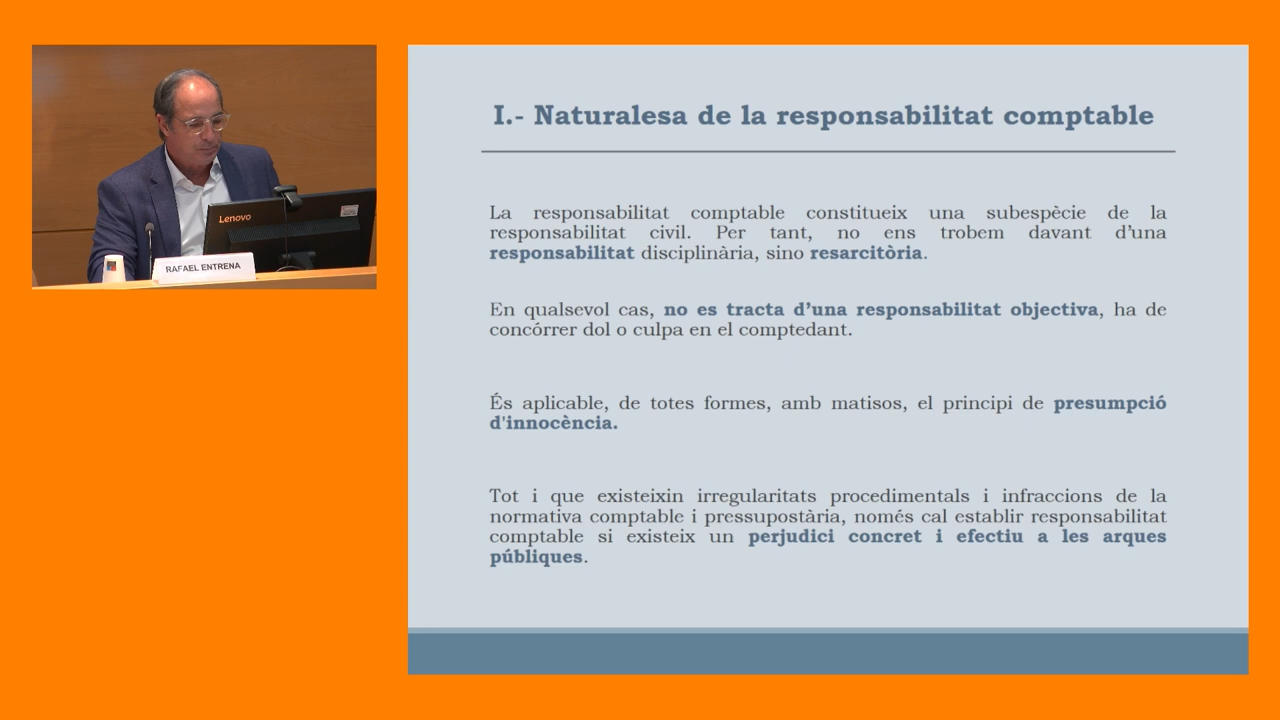 Lenovo
RAFAEL ENTRENA
I.- Naturalesa de la responsabilitat comptable
La responsabilitat comptable constitueix una subespècie de la
responsabilitat civil. Per tant, no ens trobem davant d’una
responsabilitat disciplinària, sino resarcitòria.
En qualsevol cas, no es tracta d’una responsabilitat objectiva, ha de
concórrer dol o culpa en el comptedant.
És aplicable, de totes formes, amb matisos, el principi de presumpció
d'innocència.
Tot i que existeixin irregularitats procedimentals i infraccions de la
normativa comptable i pressupostària, només cal establir responsabilitat
comptable si existeix un perjudici concret i efectiu a les arques
públiques.